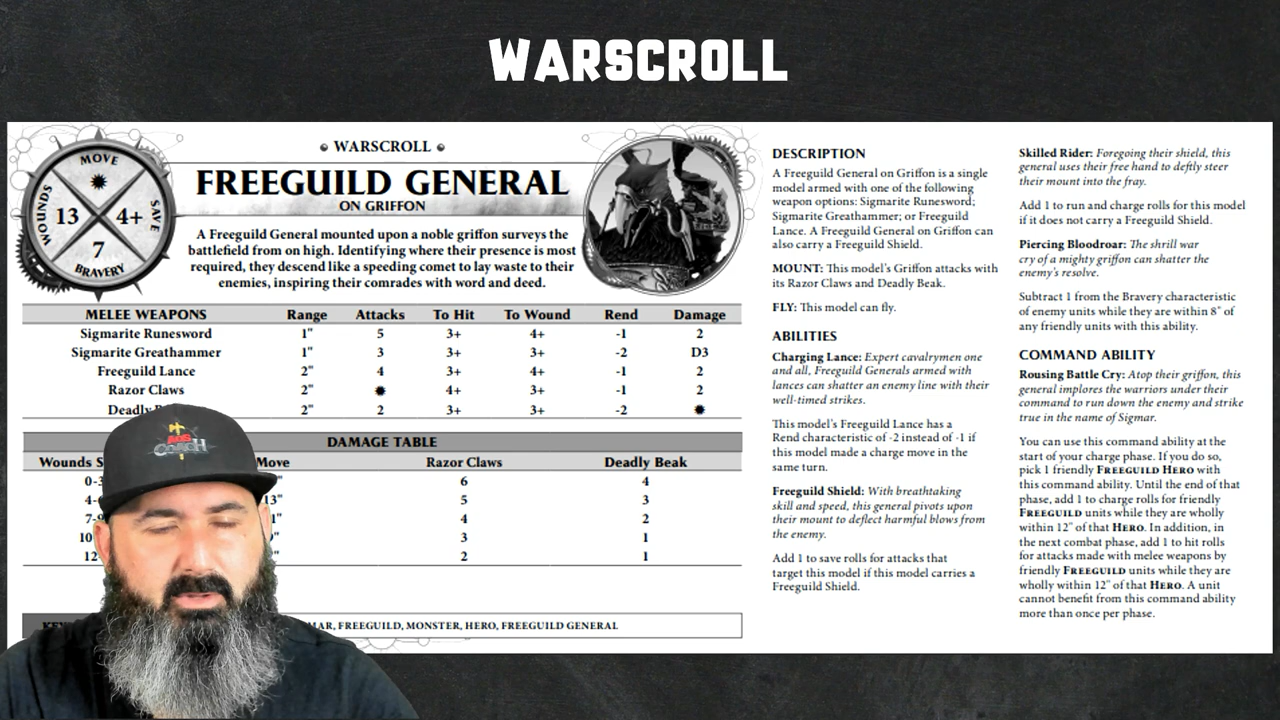 WARSCROLL
• WARSCROLL •
FREEGUILD GENERAL
ON GRIFFON
MOVE
WOUNDS
13
4+
SAVE
7
BRAVERY
A Freeguild General mounted upon a noble griffon surveys the
battlefield from on high. Identifying where their presence is most
required, they descend like a speeding comet to lay waste to their
enemies, inspiring their comrades with word and deed.
MELEE WEAPONS Range Attacks To Hit To Wound Rend Damage
Sigmarite Runesword 1" 5 3+ 4+ -1 2
Sigmarite Greathammer 1" 3 3+ 3+ -2 D3
Freeguild Lance 2" 4 3+ 4+ -1 2
Razor Claws 2" ✹ 4+ 3+ -1 2
Deadly 2" 2 3+ 3+ -2 ✹
DAMAGE TABLE
Wounds Move Razor Claws Deadly Beak
6 4
13" 5 3
4 2
3 1
2 1
FREEGUILD, MONSTER, HERO, FREEGUILD GENERAL
AOS
COACH
DESCRIPTION
A Freeguild General on Griffon is a single
model armed with one of the following
weapon options: Sigmarite Runesword;
Sigmarite Greathammer; or Freeguild
Lance. A Freeguild General on Griffon can
also carry a Freeguild Shield.
MOUNT: This model's Griffon attacks with
its Razor Claws and Deadly Beak.
FLY: This model can fly.
ABILITIES
Charging Lance: Expert cavalrymen one
and all, Freeguild Generals armed with
lances can shatter an enemy line with their
well-timed strikes.
This model's Freeguild Lance has a
Rend characteristic of -2 instead of -1 if
this model made a charge move in the
same turn.
Freeguild Shield: With breathtaking
skill and speed, this general pivots upon
their mount to deflect harmful blows from
the enemy.
Add 1 to save rolls for attacks that
target this model if this model carries a
Freeguild Shield.
Skilled Rider: Foregoing their shield, this
general uses their free hand to deftly steer
their mount into the fray.
Add 1 to run and charge rolls for this model
if it does not carry a Freeguild Shield.
Piercing Bloodroar: The shrill war
cry of a mighty griffon can shatter the
enemy's resolve.
Subtract 1 from the Bravery characteristic
of enemy units while they are within 8" of
any friendly units with this ability.
COMMAND ABILITY
Rousing Battle Cry: Atop their griffon, this
general implores the warriors under their
command to run down the enemy and strike
true in the name of Sigmar.
You can use this command ability at the
start of your charge phase. If you do so,
pick 1 friendly FREEGUILD HERO with
this command ability. Until the end of that
phase, add 1 to charge rolls for friendly
FREEGUILD units while they are wholly
within 12" of that HERO. In addition, in
the next combat phase, add 1 to hit rolls
for attacks made with melee weapons by
friendly FREEGUILD units while they are
wholly within 12" of that HERO. A unit
cannot benefit from this command ability
more than once per phase.